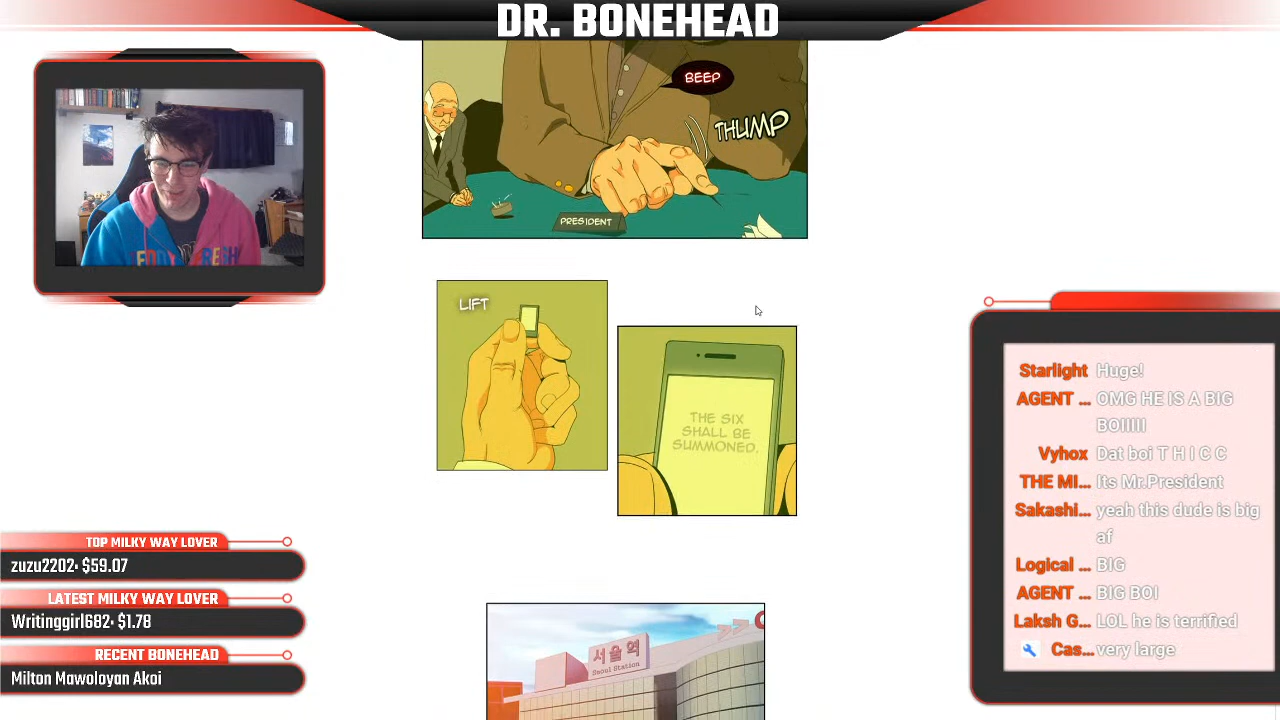 DR. BONEHEAD
BEEP
THUMP
PRESIDENT
LIFT
THE SIX
SHALL BE
SUMMONED.
서울역
Seoul Station
Starlight Huge!
AGENT ... OMG HE IS A BIG
BOIIIII
Vyhox Dat boi T H I C C
THE MI... Its Mr.President
Sakashi... yeah this dude is big
af
Logical ... BIG
AGENT ... BIG BOI
Laksh G... LOL he is terrified
Cas... very large
TOP MILKY WAY LOVER
zuzu2202: $59.07
LATEST MILKY WAY LOVER
Writinggirl682: $1.78
RECENT BONEHEAD
Milton Mawoloyan Akoi